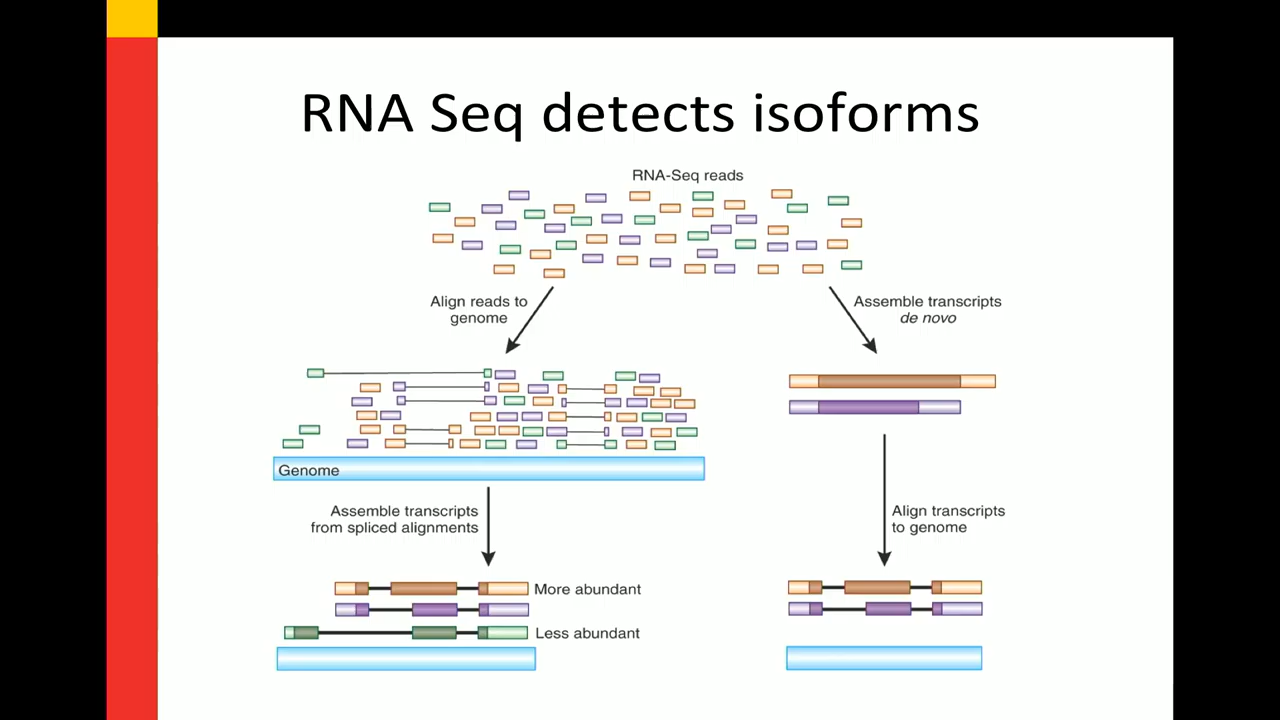 RNA Seq detects isoforms
RNA-Seq reads
Align reads to
genome
Assemble transcripts
de novo
Genome
Assemble transcripts
from spliced alignments
Align transcripts
to genome
More abundant
Less abundant